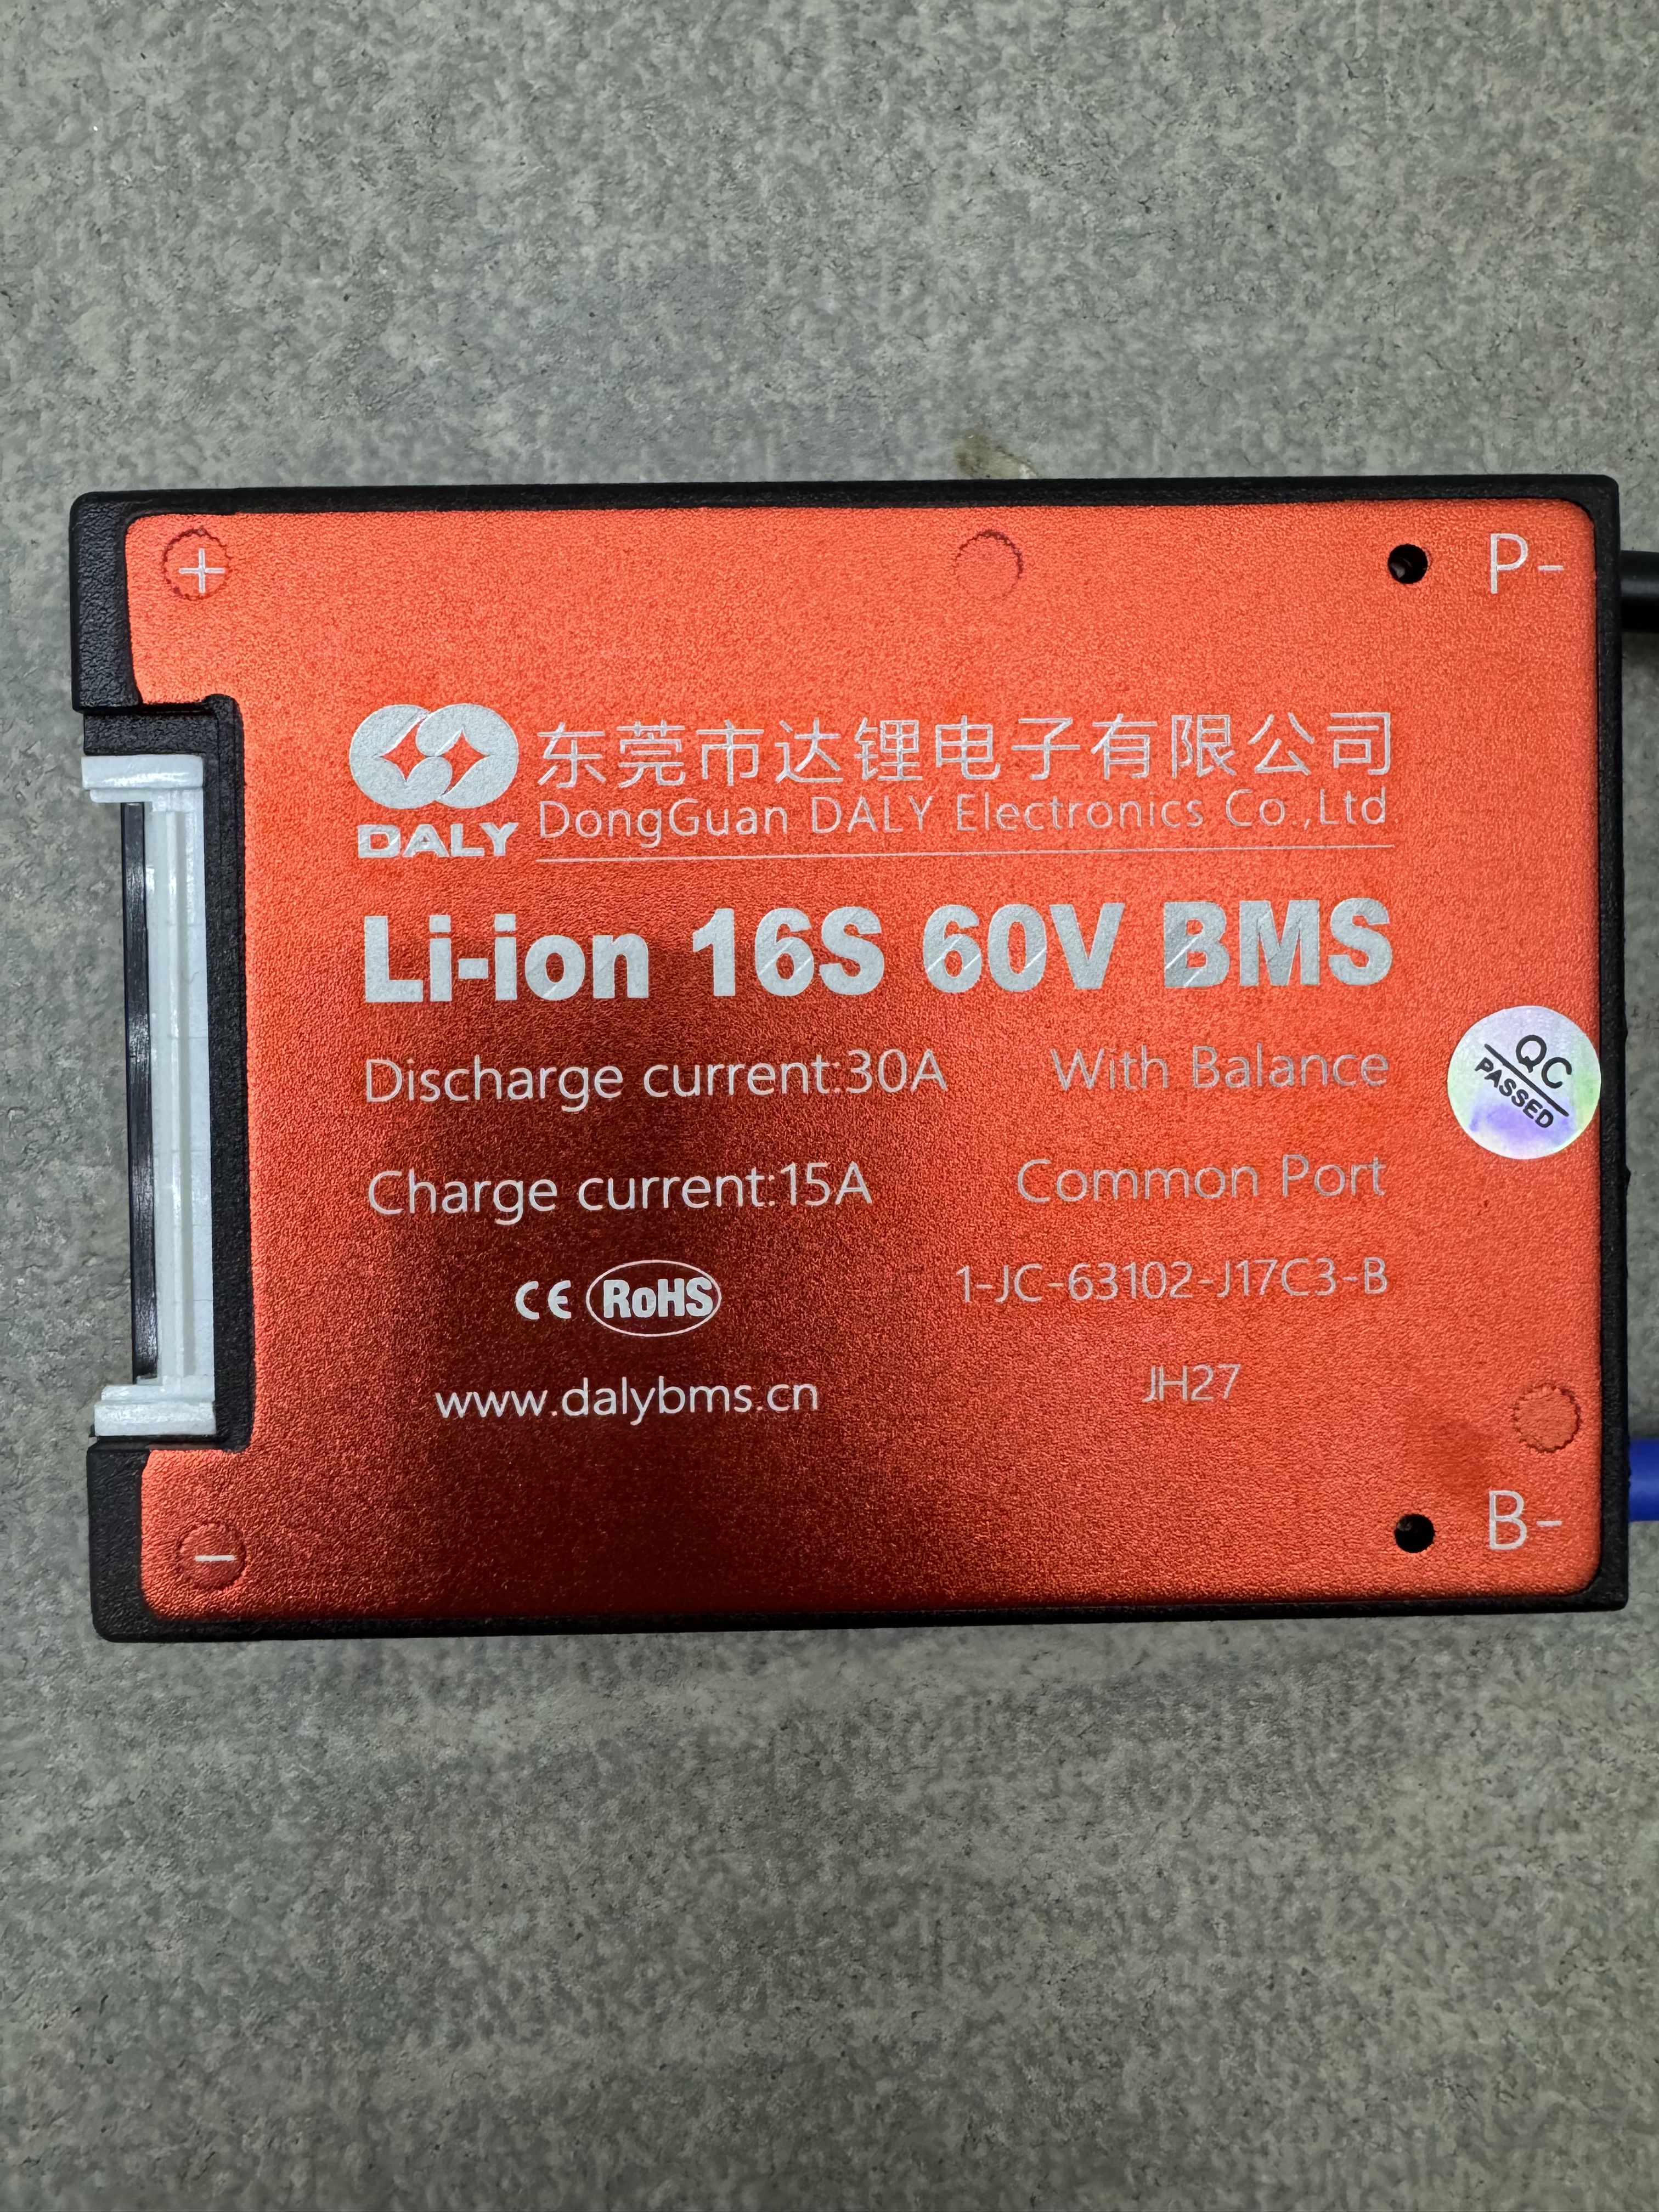 +
P-
东莞市达锂电子有限公司
DALY DongGuan DALY Electronics Co.,Ltd
Li-ion 16S 60V BMS
Discharge current:30A With Balance
QC
PASSED
Charge current:15A Common Port
CE RoHS 1-JC-63102-J17C3-B
www.dalybms.cn JH27
B-
-